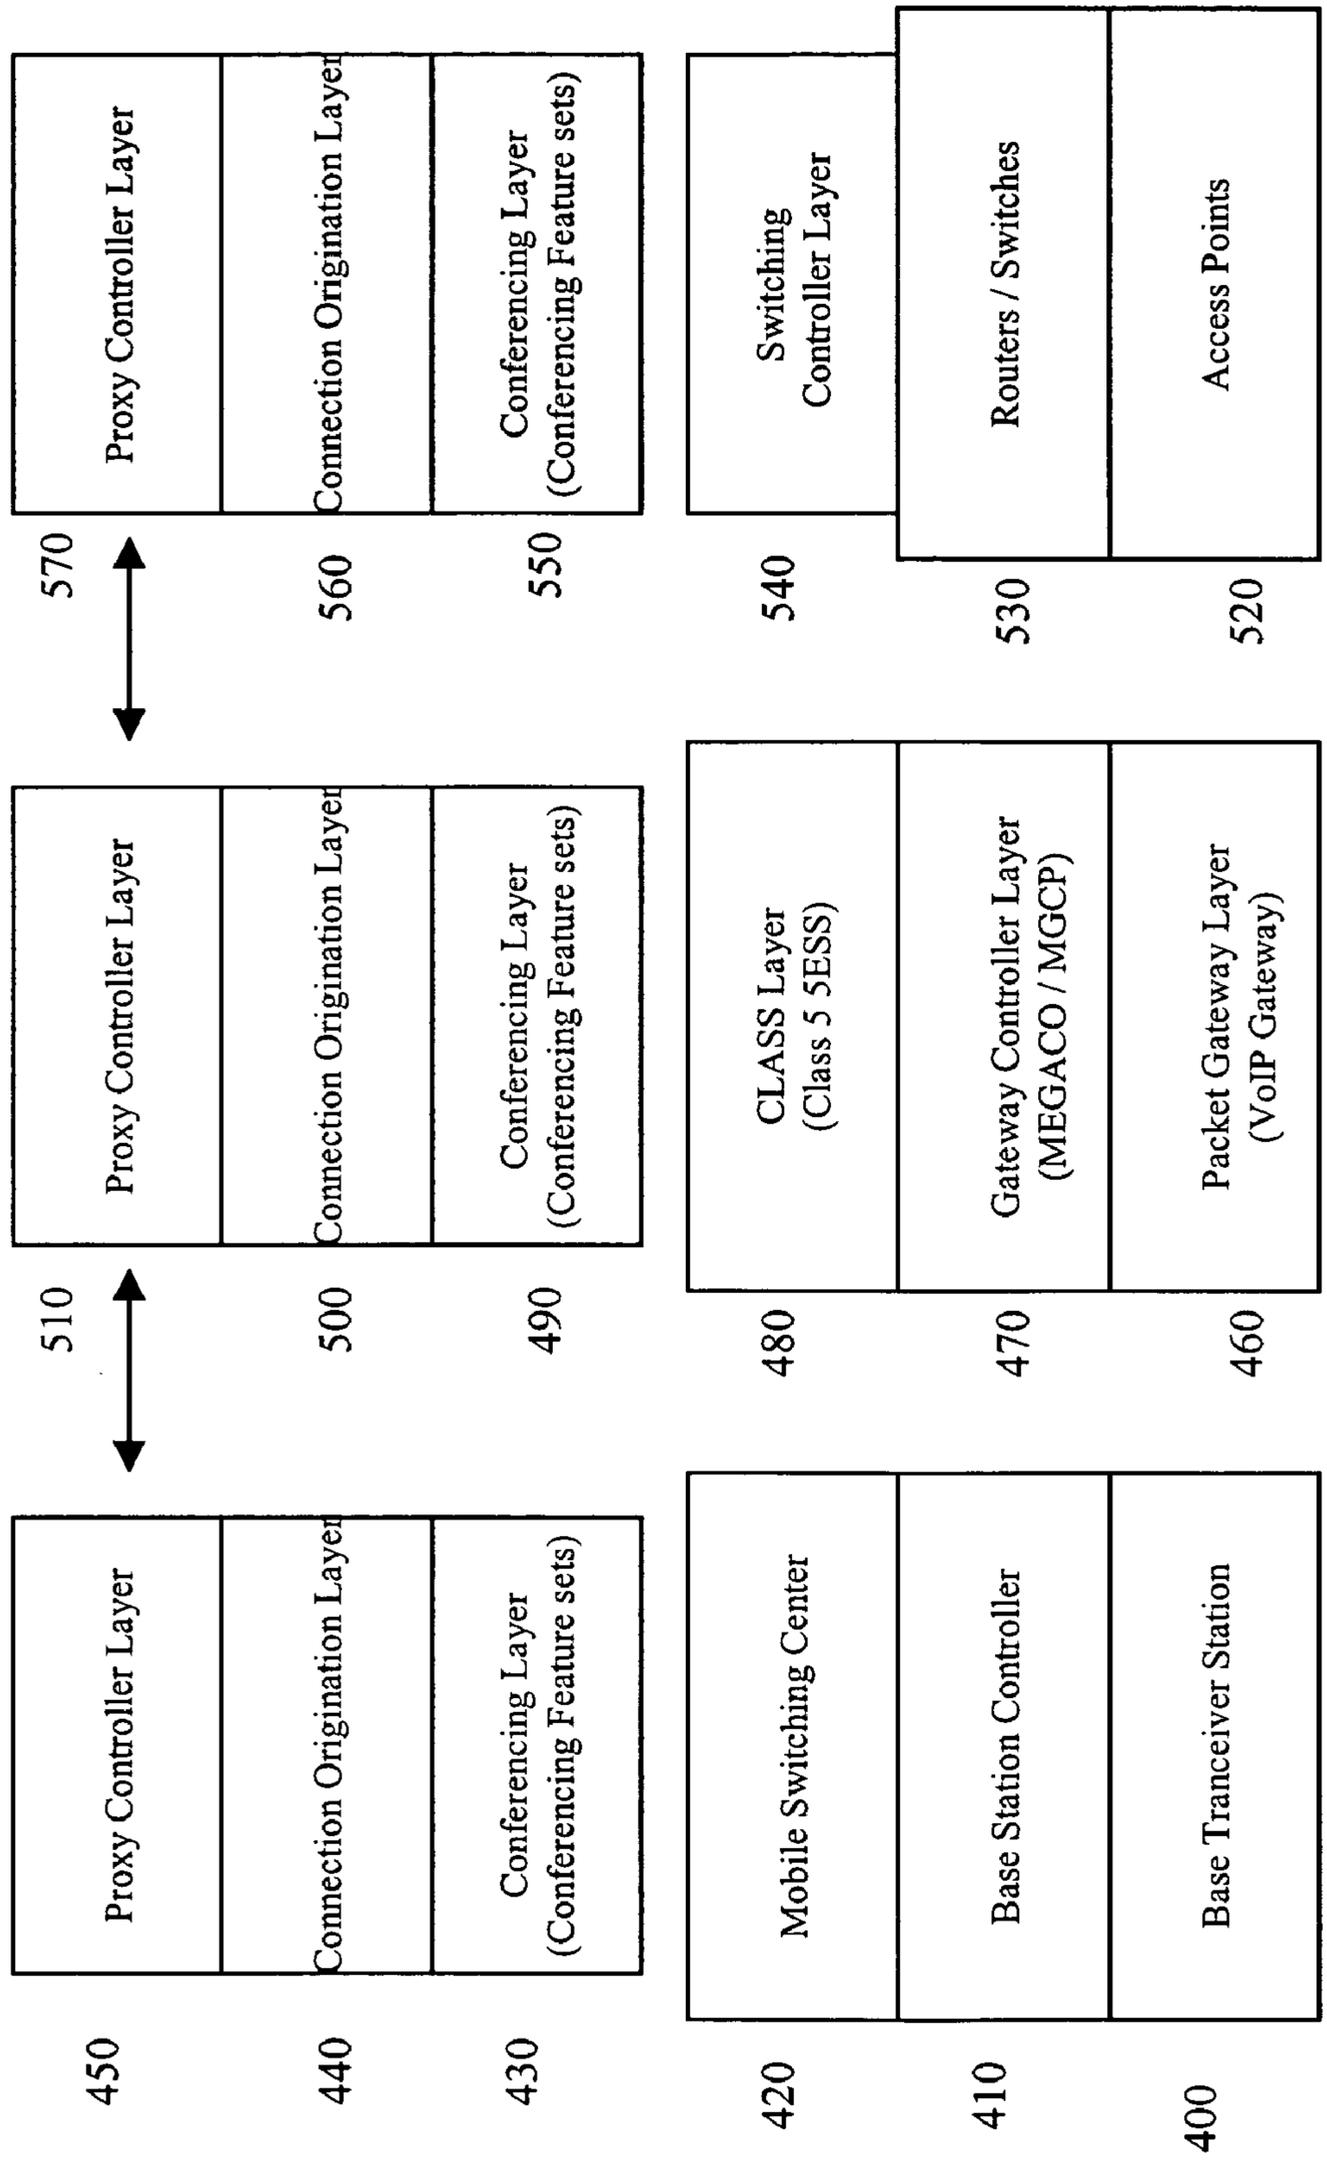 450
Proxy Controller Layer
440
Connection Origination Layer
430
Conferencing Layer
(Conferencing Feature sets)
420
Mobile Switching Center
410
Base Station Controller
400
Base Tranceiver Station
510
Proxy Controller Layer
500
Connection Origination Layer
490
Conferencing Layer
(Conferencing Feature sets)
480
CLASS Layer
(Class 5 5ESS)
470
Gateway Controller Layer
(MEGACO / MGCP)
460
Packet Gateway Layer
(VoIP Gateway)
570
Proxy Controller Layer
560
Connection Origination Layer
550
Conferencing Layer
(Conferencing Feature sets)
540
Switching
Controller Layer
530
Routers / Switches
520
Access Points